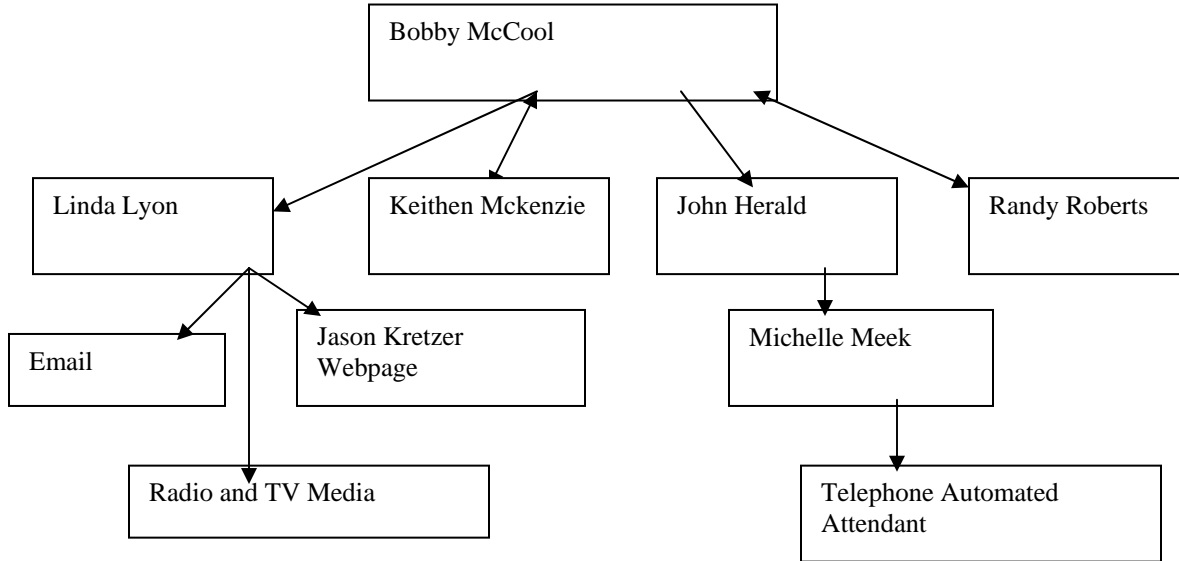 Bobby McCool
Linda Lyon
Keithen Mckenzie
John Herald
Randy Roberts
Email
Jason Kretzer
Webpage
Michelle Meek
Radio and TV Media
Telephone Automated
Attendant